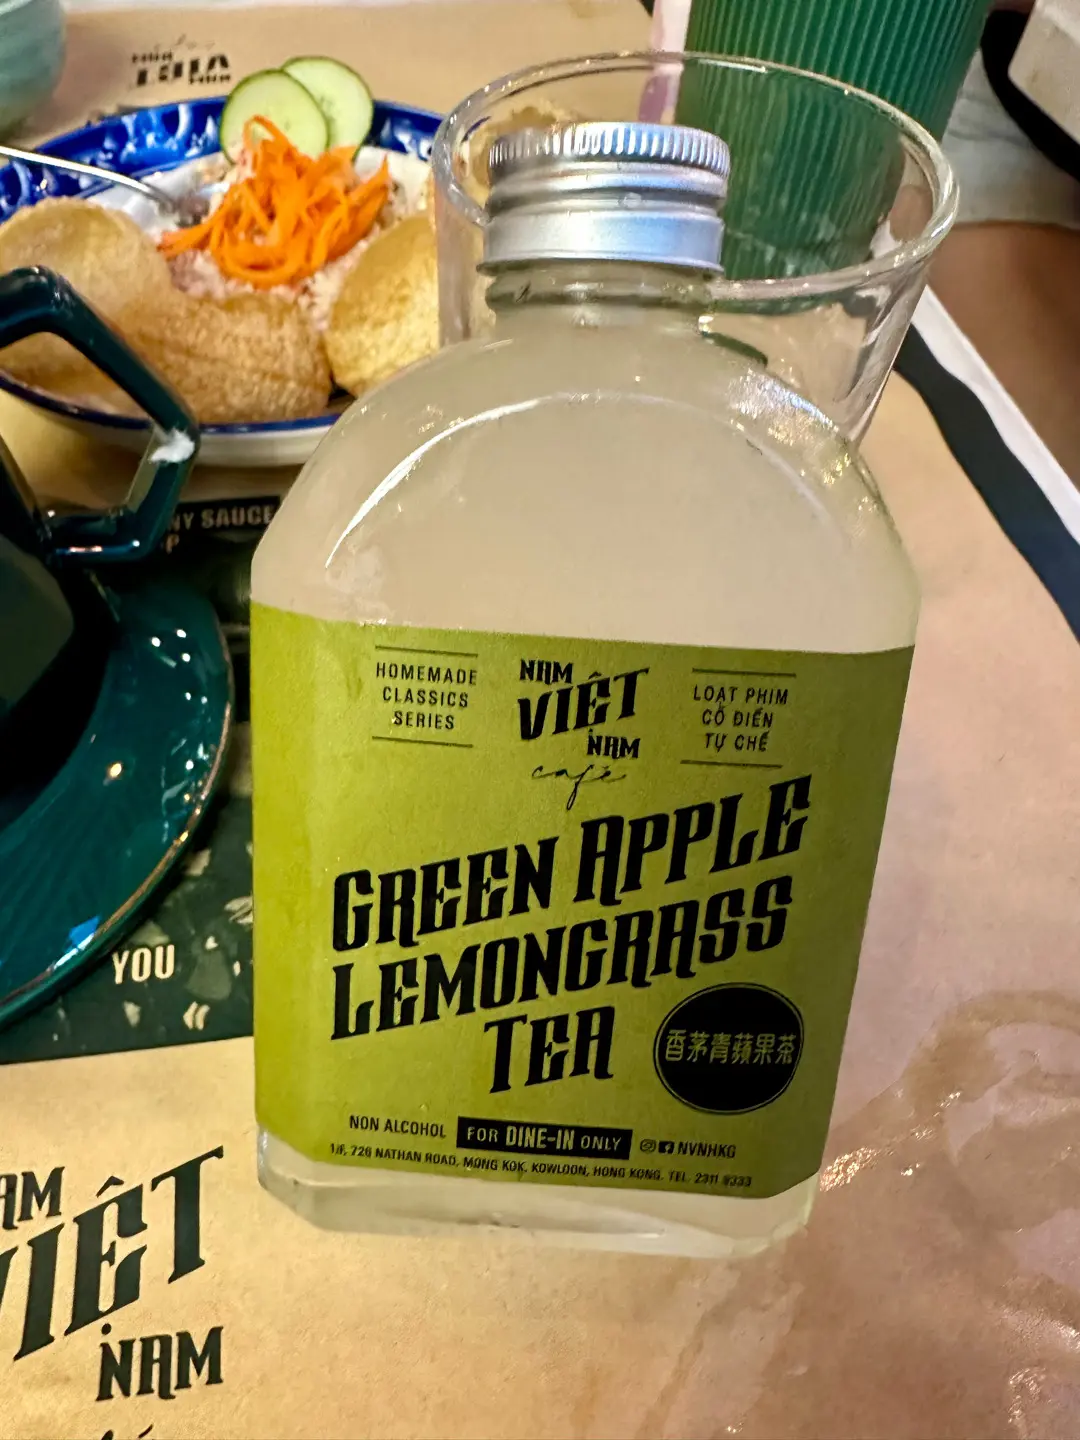 NY SAUCE
HOMEMADE
CLASSICS
SERIES
NAM
VIỆT
NAM
café
LOẠT PHIM
CỔ ĐIỂN
TỰ CHẾ
GREEN APPLE
LEMONGRASS
TEA
香茅青蘋果茶
NON ALCOHOL
FOR DINE-IN ONLY
NVNHKG
1/F, 726 NATHAN ROAD, MONG KOK, KOWLOON, HONG KONG. TEL. 2311 9333
YOU
AM
VIỆT
NAM